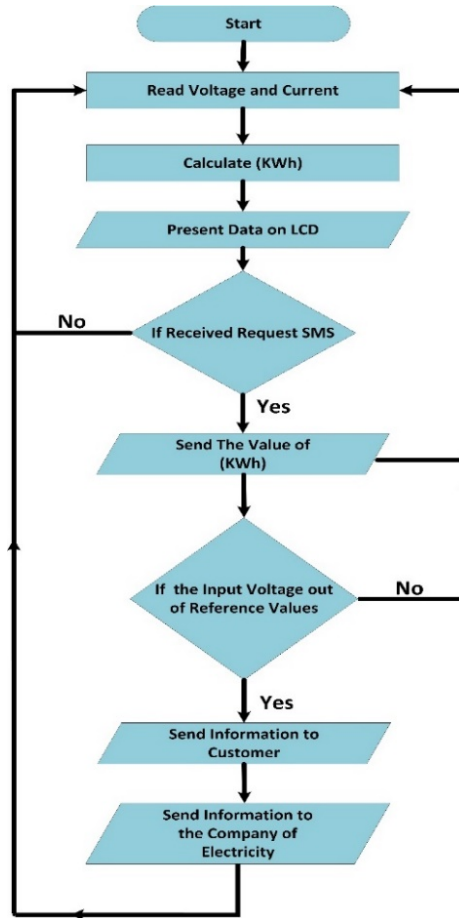 Start
Read Voltage and Current
Calculate (KWh)
Present Data on LCD
If Received Request SMS
No
Yes
Send The Value of
(KWh)
If the Input Voltage out
of Reference Values
No
Yes
Send Information to
Customer
Send Information to
the Company of
Electricity